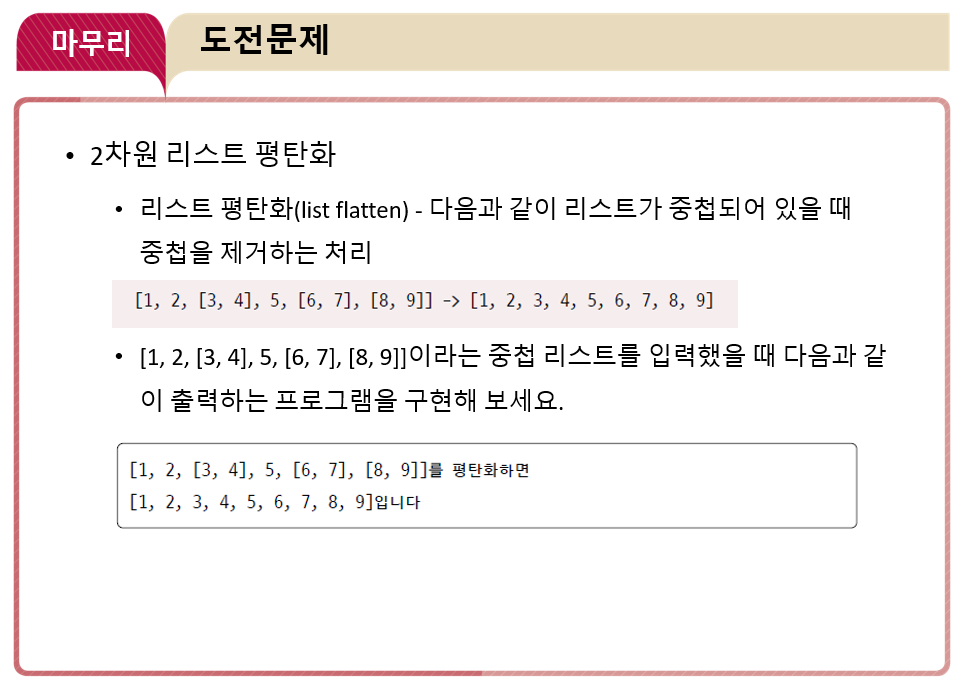 마무리
도전문제
• 2차원 리스트 평탄화
• 리스트 평탄화(list flatten) - 다음과 같이 리스트가 중첩되어 있을 때
중첩을 제거하는 처리
[1, 2, [3, 4], 5, [6, 7], [8, 9]] -> [1, 2, 3, 4, 5, 6, 7, 8, 9]
• [1, 2, [3, 4], 5, [6, 7], [8, 9]]이라는 중첩 리스트를 입력했을 때 다음과 같
이 출력하는 프로그램을 구현해 보세요.
[1, 2, [3, 4], 5, [6, 7], [8, 9]]를 평탄화하면
[1, 2, 3, 4, 5, 6, 7, 8, 9]입니다